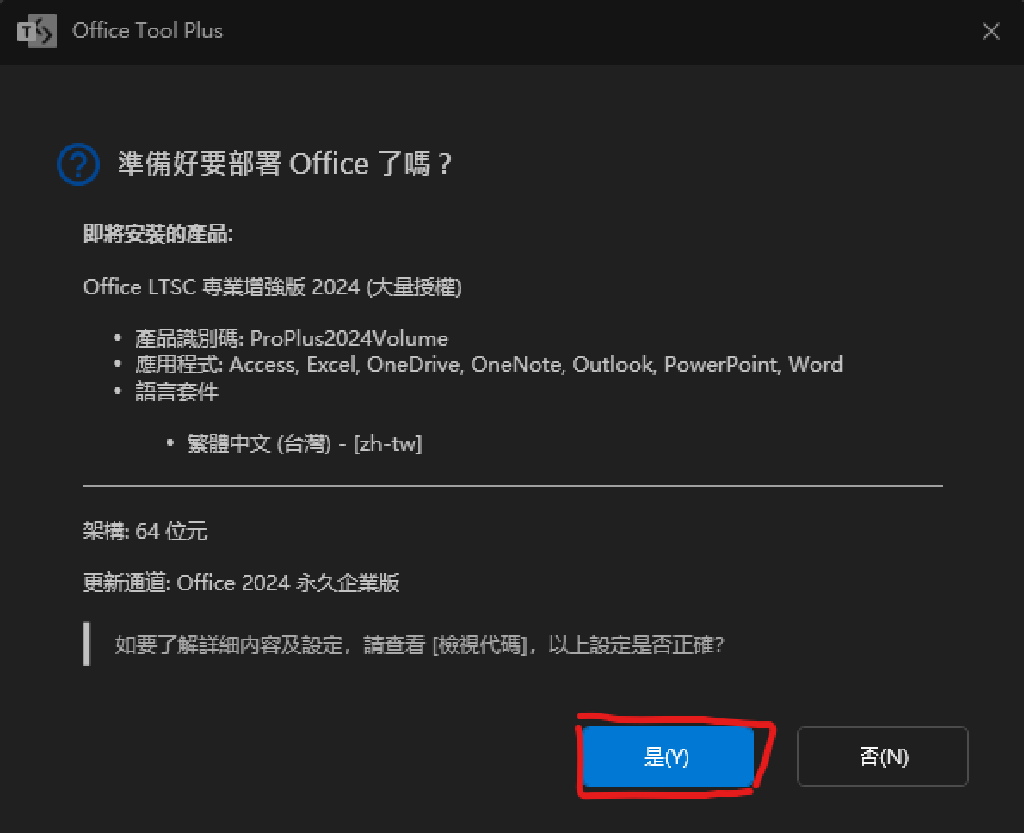 Office Tool Plus
準備好要部署 Office 了嗎？
即將安裝的產品:
Office LTSC 專業增強版 2024 (大量授權)
• 產品識別碼: ProPlus2024Volume
• 應用程式: Access, Excel, OneDrive, OneNote, Outlook, PowerPoint, Word
• 語言套件
• 繁體中文 (台灣) - [zh-tw]
架構: 64 位元
更新通道: Office 2024 永久企業版
如要了解詳細內容及設定，請查看 [檢視代碼]，以上設定是否正確?
是(Y)
否(N)